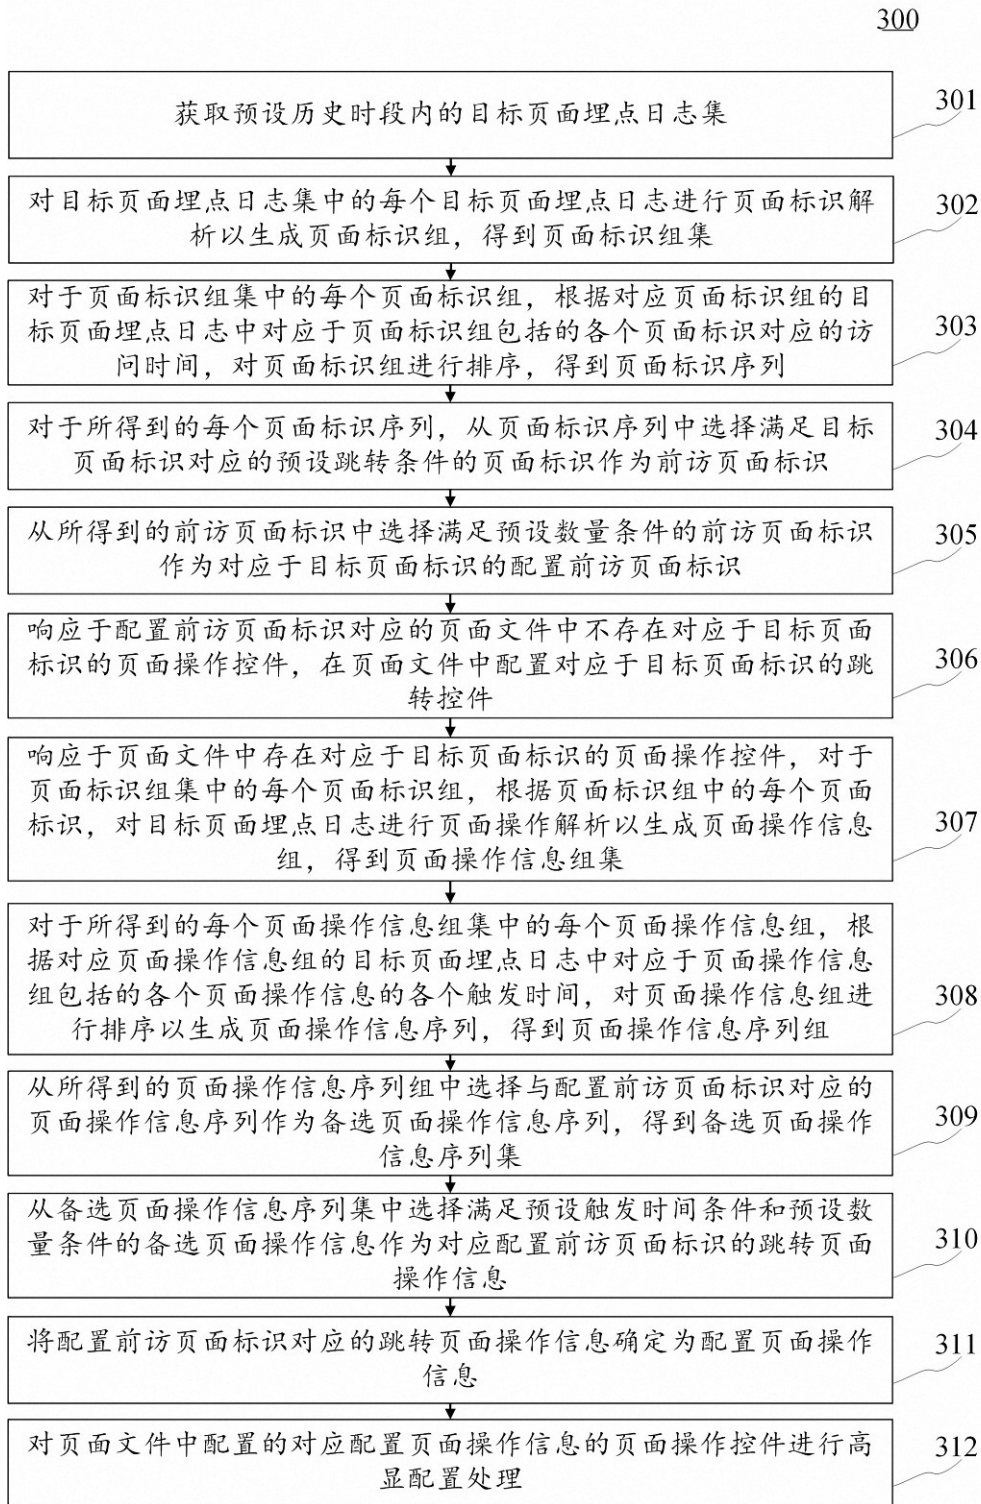 300
获取预设历史时段内的目标页面埋点日志集
301
对目标页面埋点日志集中的每个目标页面埋点日志进行页面标识解
析以生成页面标识组，得到页面标识组集
302
对于页面标识组集中的每个页面标识组，根据对应页面标识组的目
标页面埋点日志中对应于页面标识组包括的各个页面标识对应的访
问时间，对页面标识组进行排序，得到页面标识序列
303
对于所得到的每个页面标识序列，从页面标识序列中选择满足目标
页面标识对应的预设跳转条件的页面标识作为前访页面标识
304
从所得到的前访页面标识中选择满足预设数量条件的前访页面标识
作为对应于目标页面标识的配置前访页面标识
305
响应于配置前访页面标识对应的页面文件中不存在对应于目标页面
标识的页面操作控件，在页面文件中配置对应于目标页面标识的跳
转控件
306
响应于页面文件中存在对应于目标页面标识的页面操作控件，对于
页面标识组集中的每个页面标识组，根据页面标识组中的每个页面
标识，对目标页面埋点日志进行页面操作解析以生成页面操作信息
组，得到页面操作信息组集
307
对于所得到的每个页面操作信息组集中的每个页面操作信息组，根
据对应页面操作信息组的目标页面埋点日志中对应于页面操作信息
组包括的各个页面操作信息的各个触发时间，对页面操作信息组进
行排序以生成页面操作信息序列，得到页面操作信息序列组
308
从所得到的页面操作信息序列组中选择与配置前访页面标识对应的
页面操作信息序列作为备选页面操作信息序列，得到备选页面操作
信息序列集
309
从备选页面操作信息序列集中选择满足预设触发时间条件和预设数
量条件的备选页面操作信息作为对应配置前访页面标识的跳转页面
操作信息
310
将配置前访页面标识对应的跳转页面操作信息确定为配置页面操作
信息
311
对页面文件中配置的对应配置页面操作信息的页面操作控件进行高
显配置处理
312